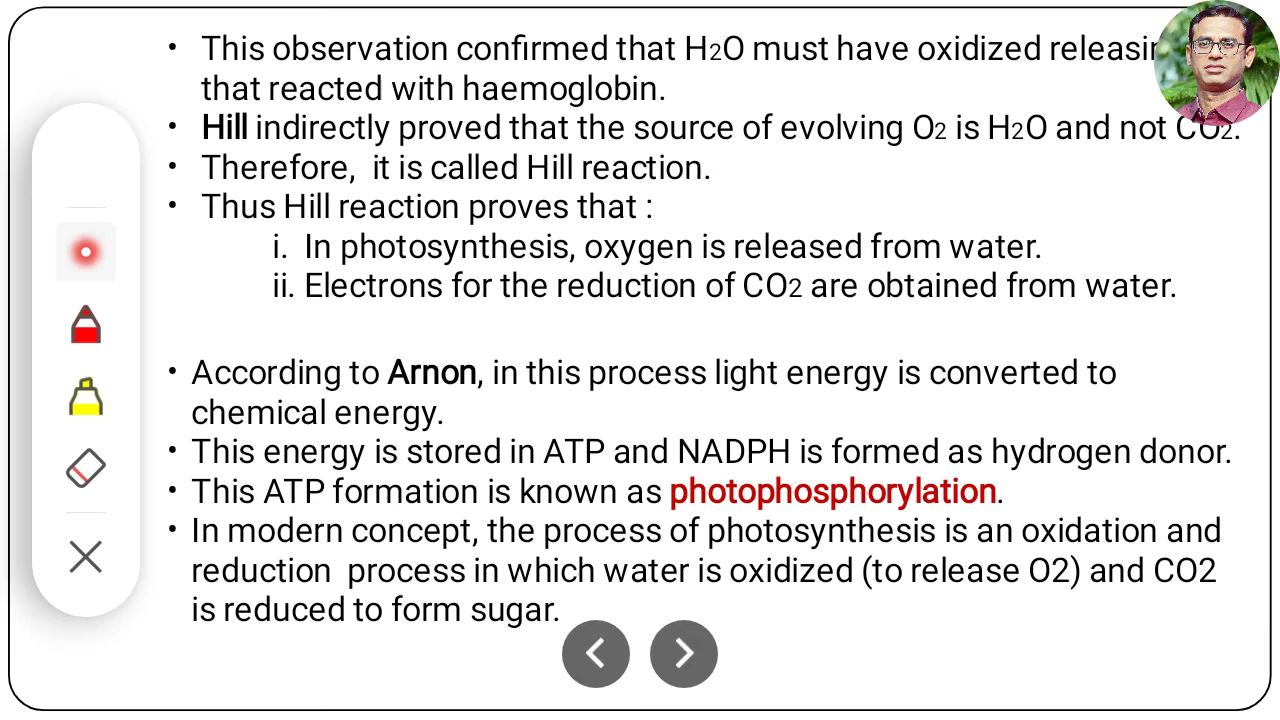 • This observation confirmed that H2O must have oxidized
that reacted with haemoglobin.
• Hill indirectly proved that the source of evolving O2 is H2O and not CO2.
• Therefore,  it is called Hill reaction.
• Thus Hill reaction proves that :
i. In photosynthesis, oxygen is released from water.
ii. Electrons for the reduction of CO2 are obtained from water.
• According to Arnon, in this process light energy is converted to
chemical energy.
• This energy is stored in ATP and NADPH is formed as hydrogen donor.
• This ATP formation is known as photophosphorylation.
• In modern concept, the process of photosynthesis is an oxidation and
reduction  process in which water is oxidized (to release O2) and CO2
is reduced to form sugar.